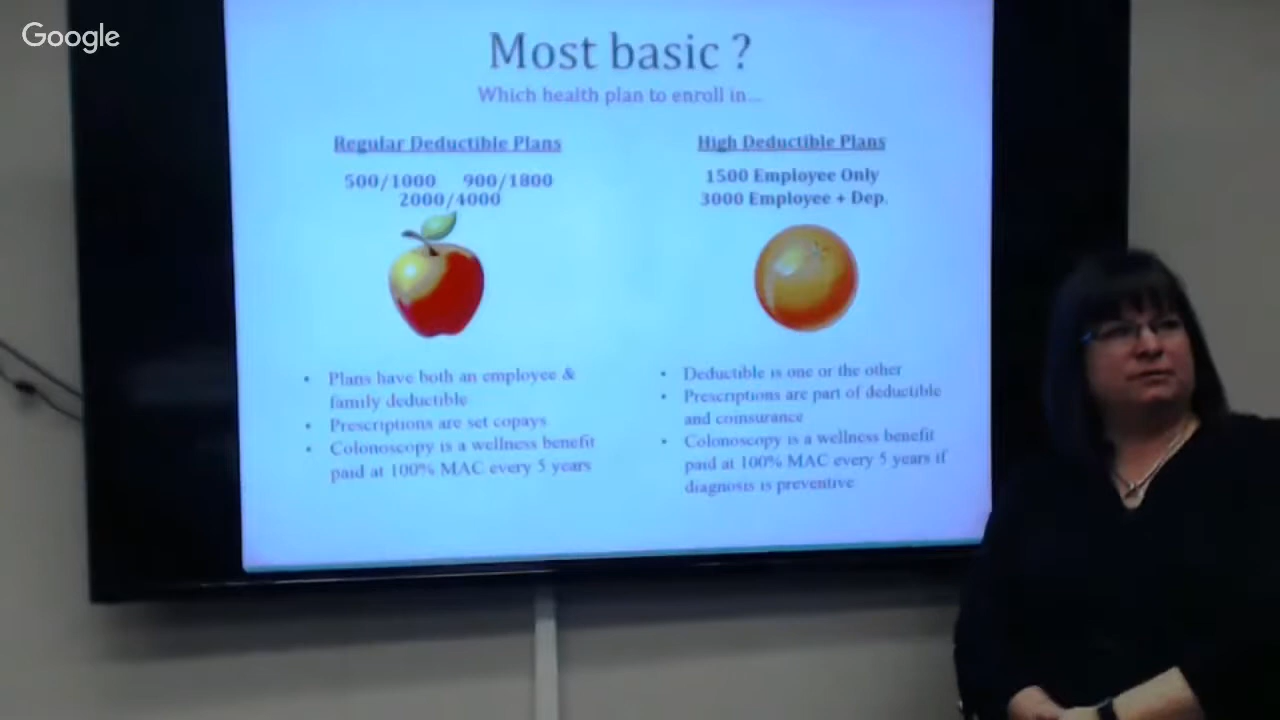 Google
Most basic ?
Which health plan to enroll in...
Regular Deductible Plans
500/1000 900/1800
2000/4000
• Plans have both an employee &
family deductible
• Prescriptions are set copays
• Colonoscopy is a wellness benefit
paid at 100% MAC every 5 years
High Deductible Plans
1500 Employee Only
3000 Employee + Dep.
• Deductible is one or the other
• Prescriptions are part of deductible
and coinsurance
• Colonoscopy is a wellness benefit
paid at 100% MAC every 5 years if
diagnosis is preventive